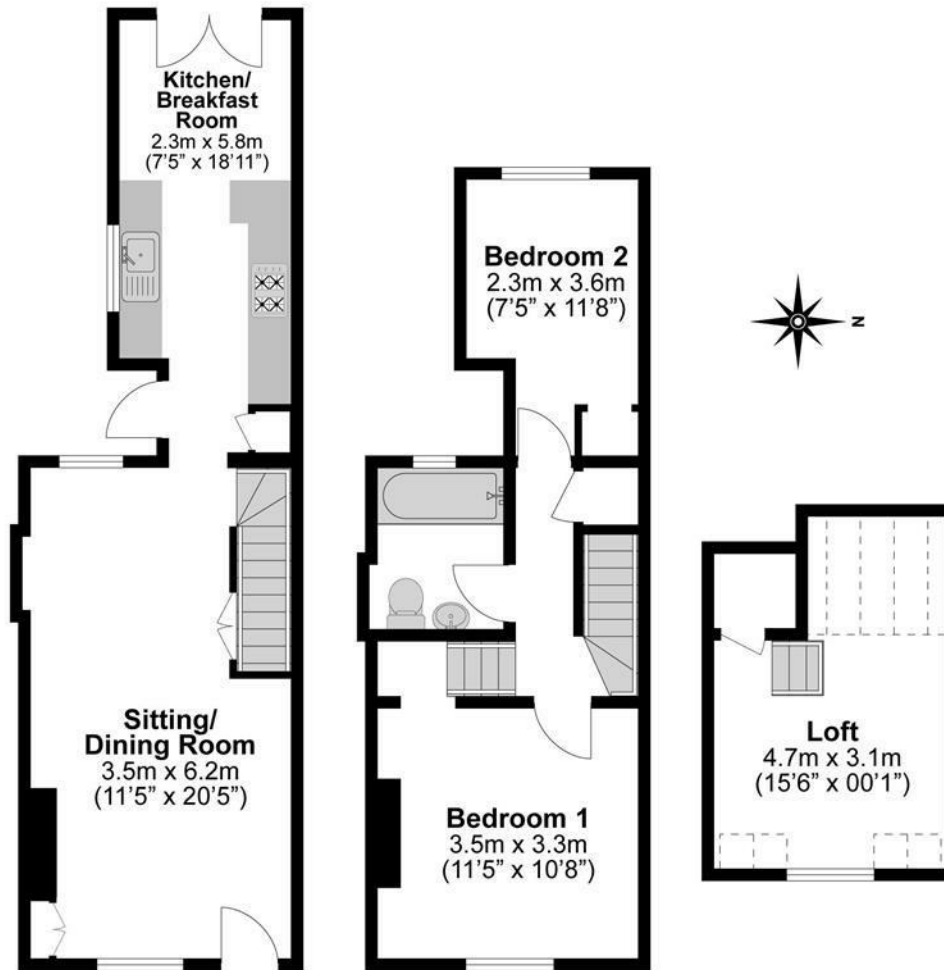 Kitchen/
Breakfast
Room
2.3m x 5.8m
(7'5" x 18'11")
Bedroom 2
2.3m x 3.6m
(7'5" x 11'8")
N
Sitting/
Dining Room
3.5m x 6.2m
(11'5" x 20'5")
Bedroom 1
3.5m x 3.3m
(11'5" x 10'8")
Loft
4.7m x 3.1m
(15'6" x 00'1")